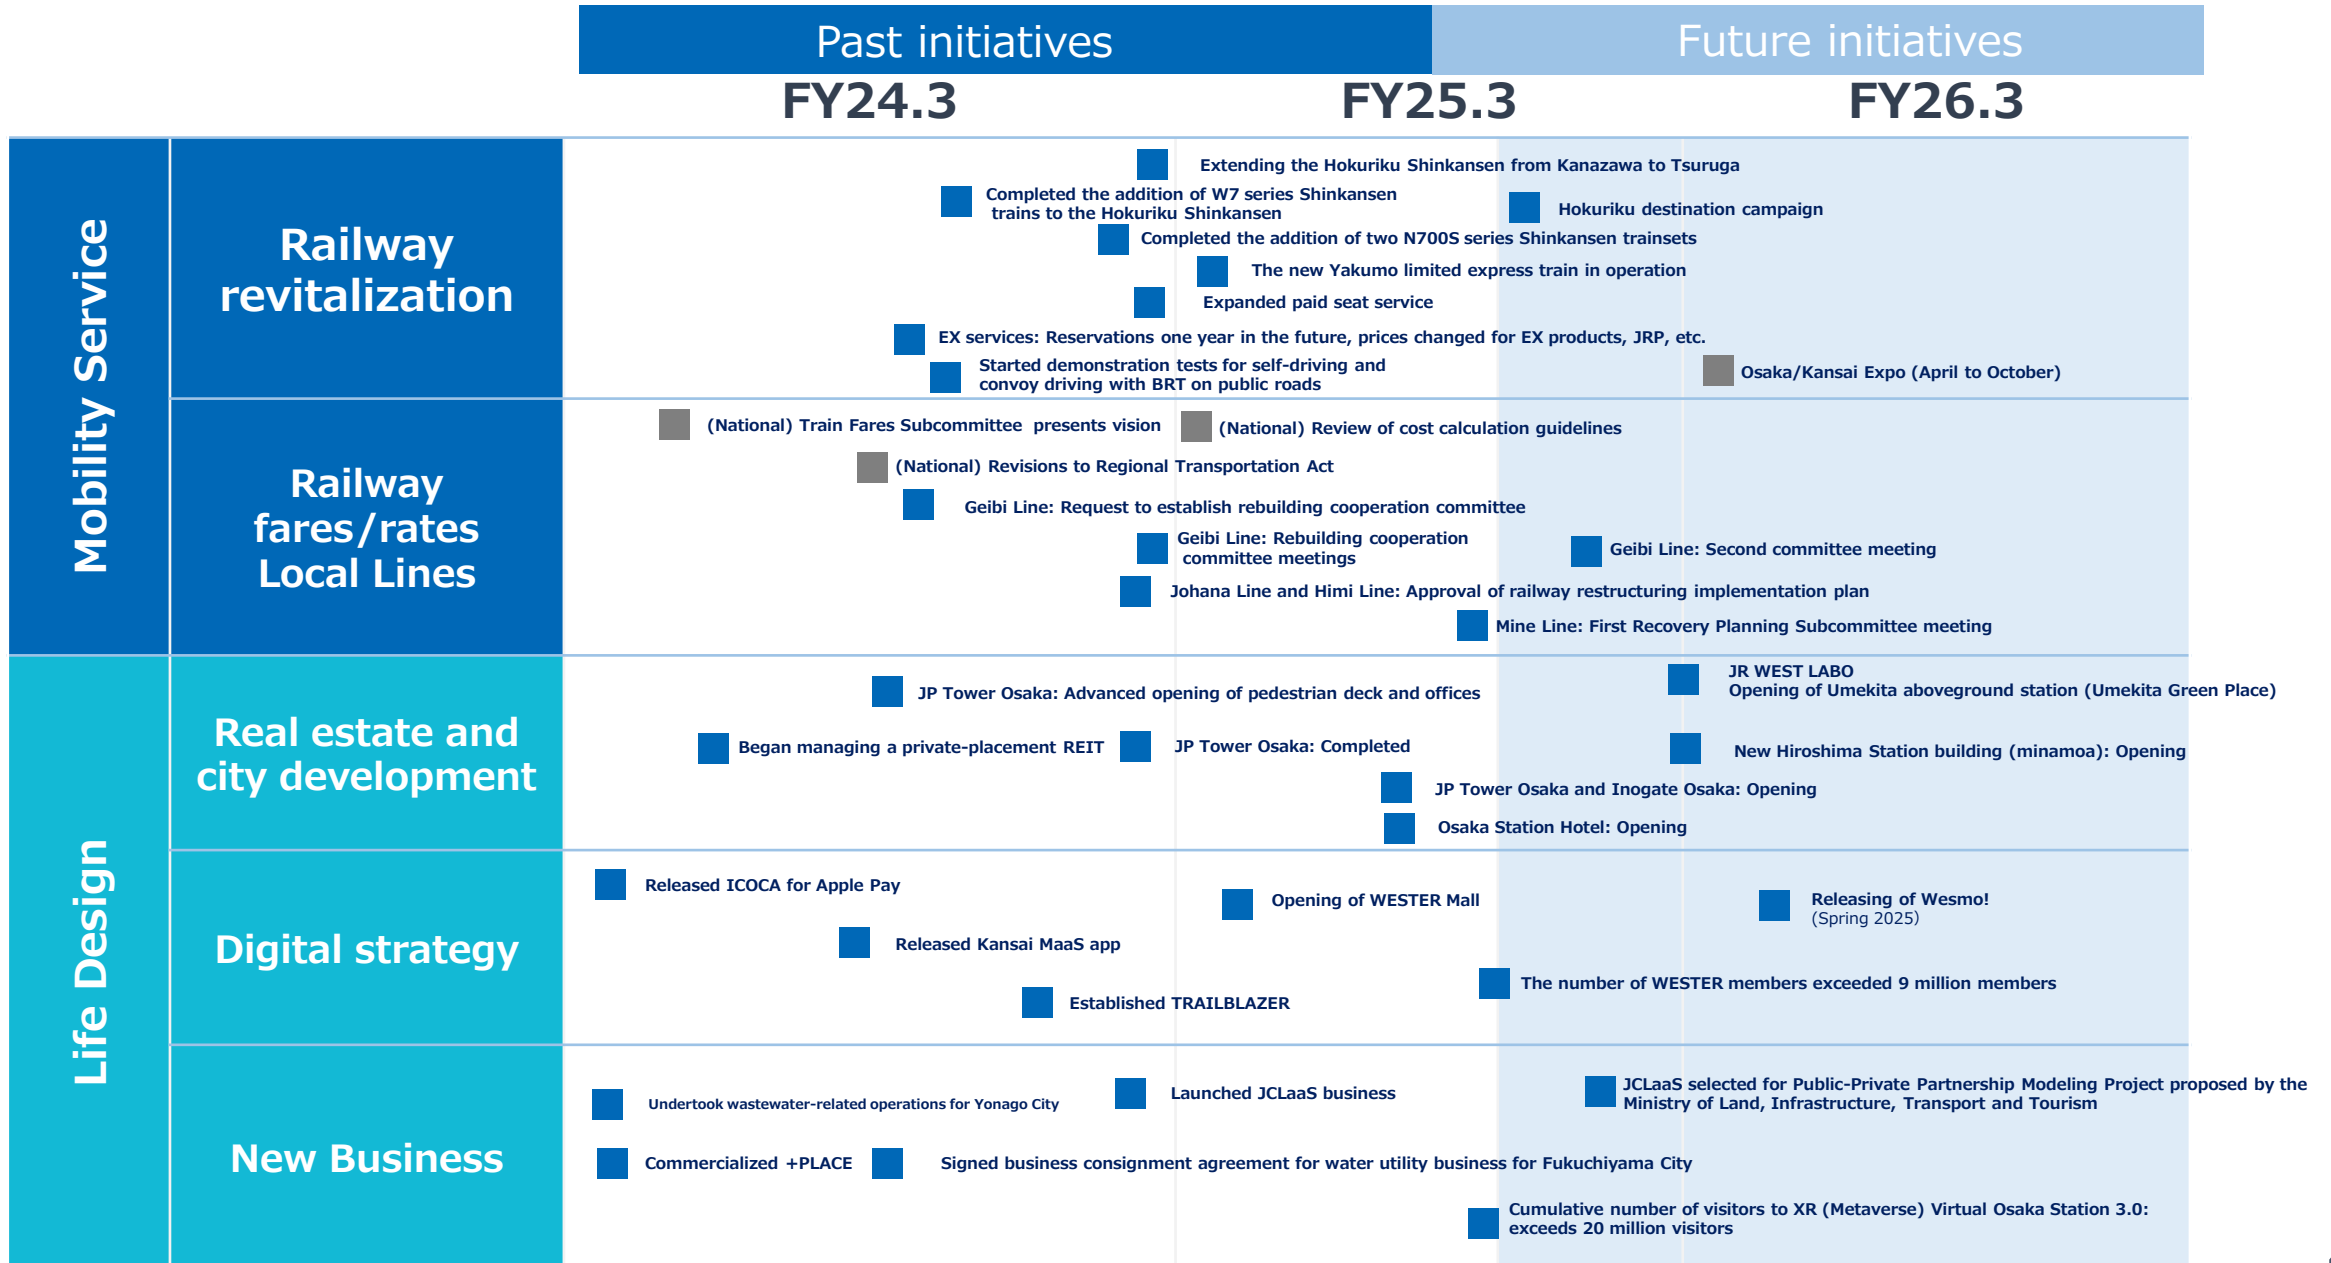 Past initiatives
Future initiatives
FY24.3
FY25.3
FY26.3
Mobility Service
Railway
revitalization
Extending the Hokuriku Shinkansen from Kanazawa to Tsuruga
Completed the addition of W7 series Shinkansen
trains to the Hokuriku Shinkansen
Hokuriku destination campaign
Completed the addition of two N700S series Shinkansen trainsets
The new Yakumo limited express train in operation
Expanded paid seat service
EX services: Reservations one year in the future, prices changed for EX products, JRP, etc.
Started demonstration tests for self-driving and
convoy driving with BRT on public roads
Osaka/Kansai Expo (April to October)
Railway
fares/rates
Local Lines
(National) Train Fares Subcommittee presents vision
(National) Review of cost calculation guidelines
(National) Revisions to Regional Transportation Act
Geibi Line: Request to establish rebuilding cooperation committee
Geibi Line: Rebuilding cooperation
committee meetings
Geibi Line: Second committee meeting
Johana Line and Himi Line: Approval of railway restructuring implementation plan
Mine Line: First Recovery Planning Subcommittee meeting
Life Design
Real estate and
city development
JP Tower Osaka: Advanced opening of pedestrian deck and offices
JR WEST LABO
Opening of Umekita aboveground station (Umekita Green Place)
Began managing a private-placement REIT
JP Tower Osaka: Completed
New Hiroshima Station building (minamoa): Opening
JP Tower Osaka and Inogate Osaka: Opening
Osaka Station Hotel: Opening
Digital strategy
Released ICOCA for Apple Pay
Opening of WESTER Mall
Releasing of Wesmo!
(Spring 2025)
Released Kansai MaaS app
The number of WESTER members exceeded 9 million members
Established TRAILBLAZER
New Business
Undertook wastewater-related operations for Yonago City
Launched JCLaaS business
JCLaaS selected for Public-Private Partnership Modeling Project proposed by the
Ministry of Land, Infrastructure, Transport and Tourism
Commercialized +PLACE
Signed business consignment agreement for water utility business for Fukuchiyama City
Cumulative number of visitors to XR (Metaverse) Virtual Osaka Station 3.0:
exceeds 20 million visitors